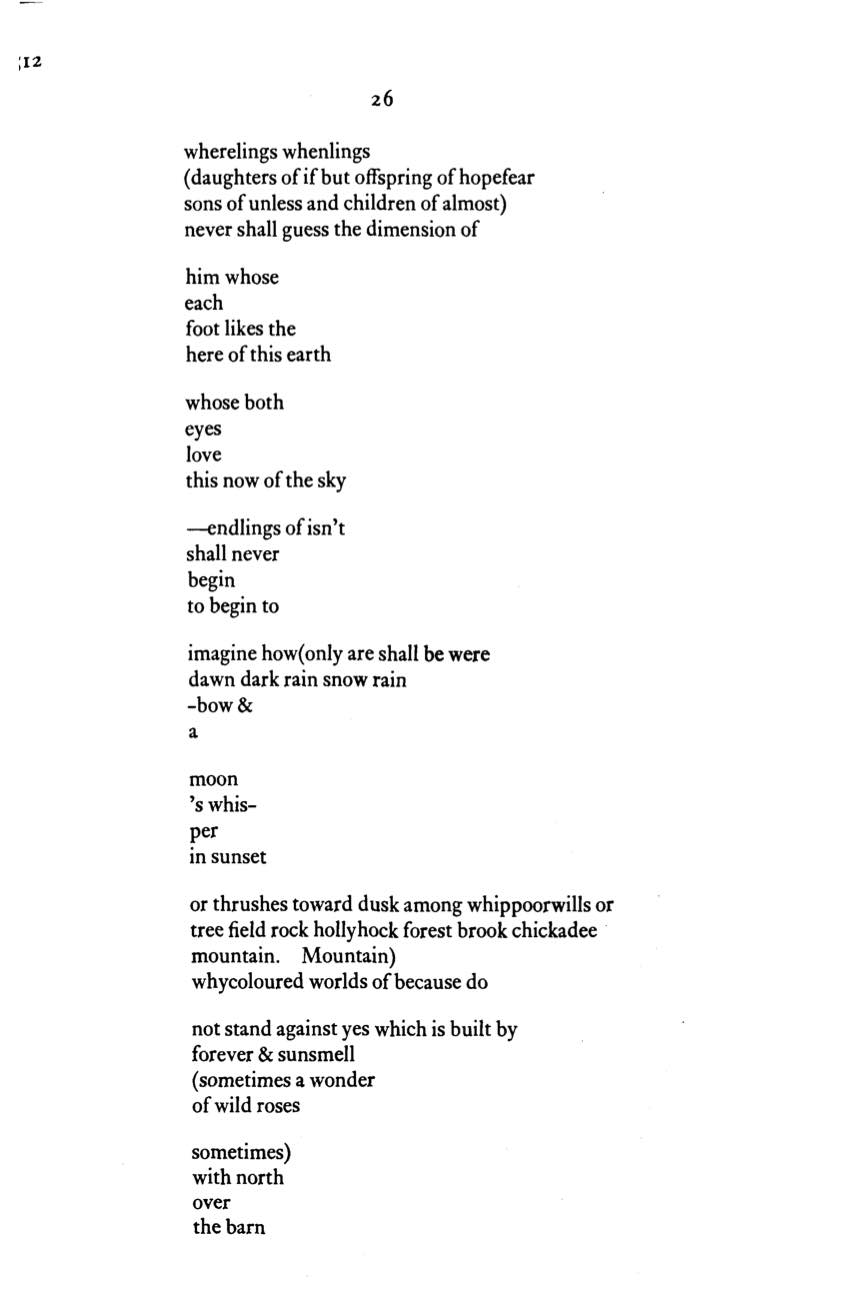 512
26
wherelings whenlings
(daughters of if but offspring of hopefear
sons of unless and children of almost)
never shall guess the dimension of
him whose
each
foot likes the
here of this earth
whose both
eyes
love
this now of the sky
—endlings of isn't
shall never
begin
to begin to
imagine how(only are shall be were
dawn dark rain snow rain
-bow &
a
moon
's whis-
per
in sunset
or thrushes toward dusk among whippoorwills or
tree field rock hollyhock forest brook chickadee
mountain. Mountain)
whycoloured worlds of because do
not stand against yes which is built by
forever & sunsmell
(sometimes a wonder
of wild roses
sometimes)
with north
over
the barn